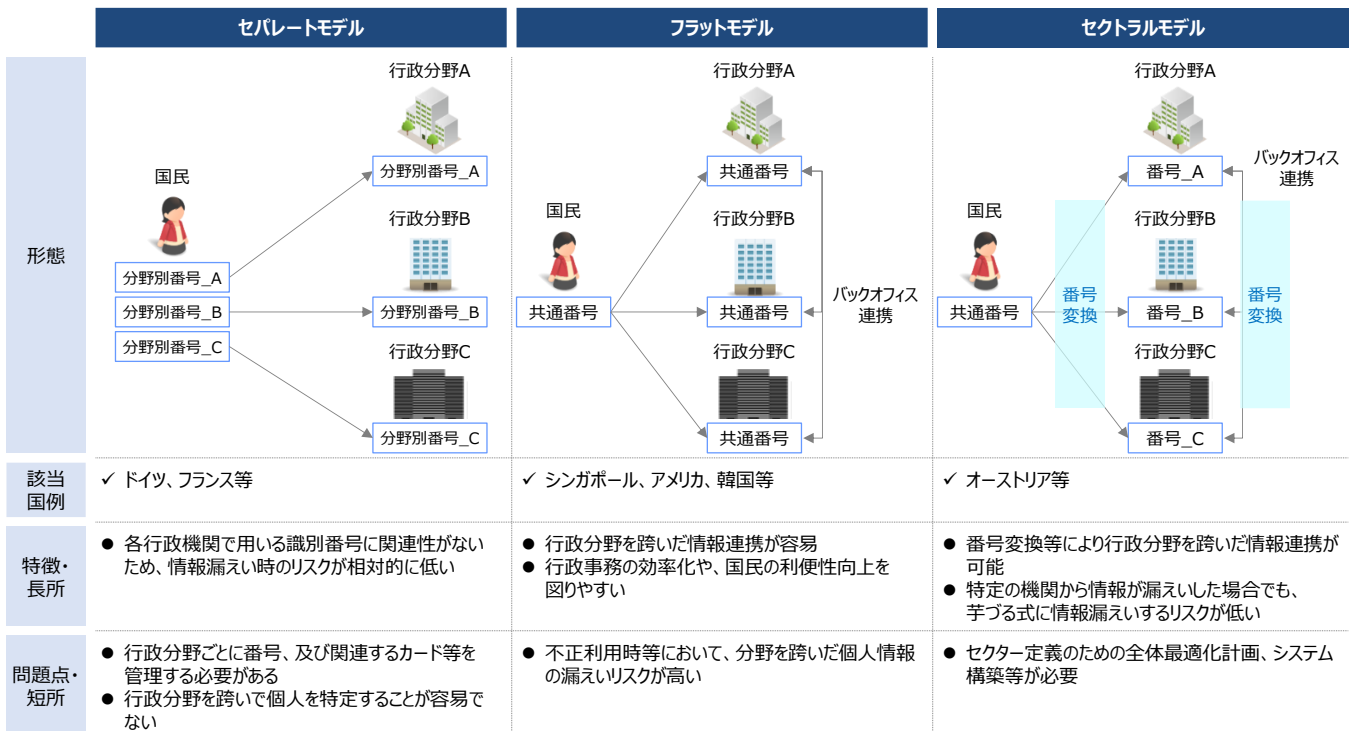 セパレートモデル
フラットモデル
セクトラルモデル
形態
行政分野A
分野別番号_A
国民
行政分野B
分野別番号_A
分野別番号_B
分野別番号_B
分野別番号_C
行政分野C
分野別番号_C
行政分野A
共通番号
国民
行政分野B
共通番号
共通番号
バックオフィス
連携
行政分野C
共通番号
行政分野A
番号_A
バックオフィス
連携
国民
行政分野B
共通番号
番号
変換
番号_B
番号
変換
行政分野C
番号_C
該当
国例
✓ ドイツ、フランス等
✓ シンガポール、アメリカ、韓国等
✓ オーストリア等
特徴・
長所
● 各行政機関で用いる識別番号に関連性がない
ため、情報漏えい時のリスクが相対的に低い
● 行政分野を跨いだ情報連携が容易
● 行政事務の効率化や、国民の利便性向上を
図りやすい
● 番号変換等により行政分野を跨いだ情報連携が
可能
● 特定の機関から情報が漏えいした場合でも、
芋づる式に情報漏えいするリスクが低い
問題点・
短所
● 行政分野ごとに番号、及び関連するカード等を
管理する必要がある
● 行政分野を跨いで個人を特定することが容易で
ない
● 不正利用時等において、分野を跨いだ個人情報
の漏えいリスクが高い
● セクター定義のための全体最適化計画、システム
構築等が必要